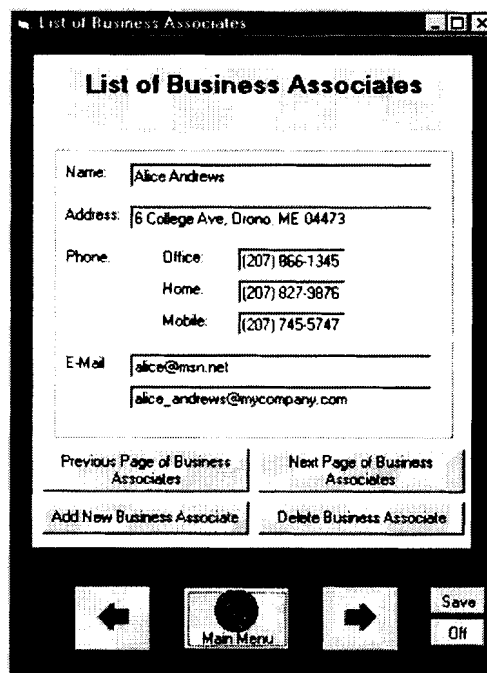 List of Business Associates
List of Business Associates
Name: Alice Andrews
Address: 6 College Ave, Orono, ME 04473
Phone. Office: (207) 866-1345
Home. (207) 827-9876
Mobile: (207) 745-5747
E-Mail alice@msn.net
alice_andrews@mycompany.com
Previous Page of Business Associates
Next Page of Business Associates
Add New Business Associate
Delete Business Associate
Main Menu
Save
Off